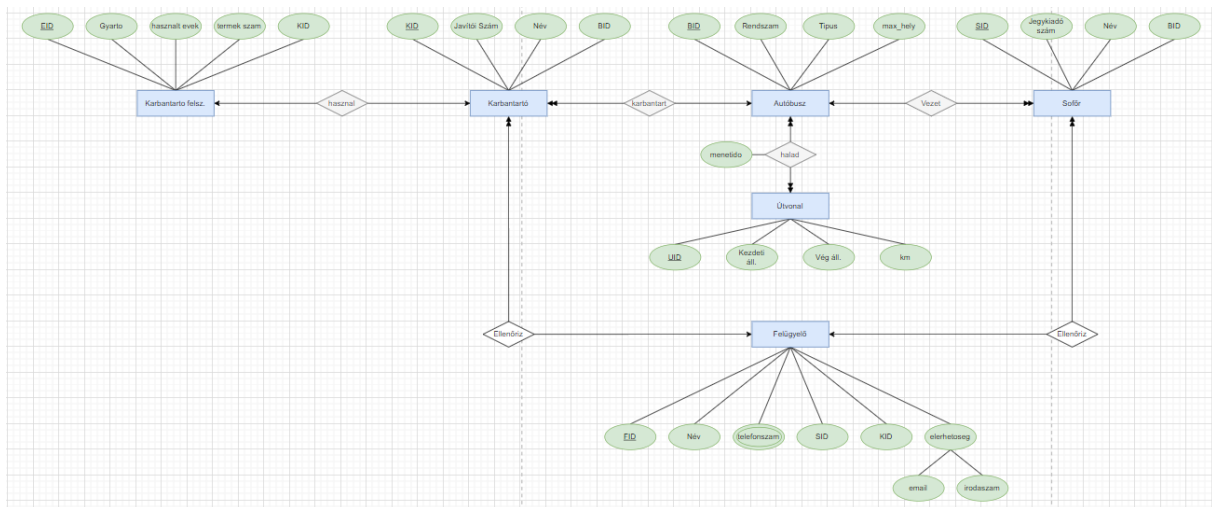 EID
Gyarto
hasznalt evek
termek szam
KID
KID
Javítói Szám
Név
BID
BID
Rendszam
Tipus
max_hely
SID
Jegykiadó
szám
Név
BID
Karbantarto felsz.
hasznal
Karbantartó
karbantart
Autóbusz
Vezet
Sofőr
menetido
halad
Útvonal
UID
Kezdeti
áll.
Vég áll.
km
Ellenőriz
Felügyelő
Ellenőriz
FID
Név
telefonszam
SID
KID
elerhetoseg
email
irodaszam